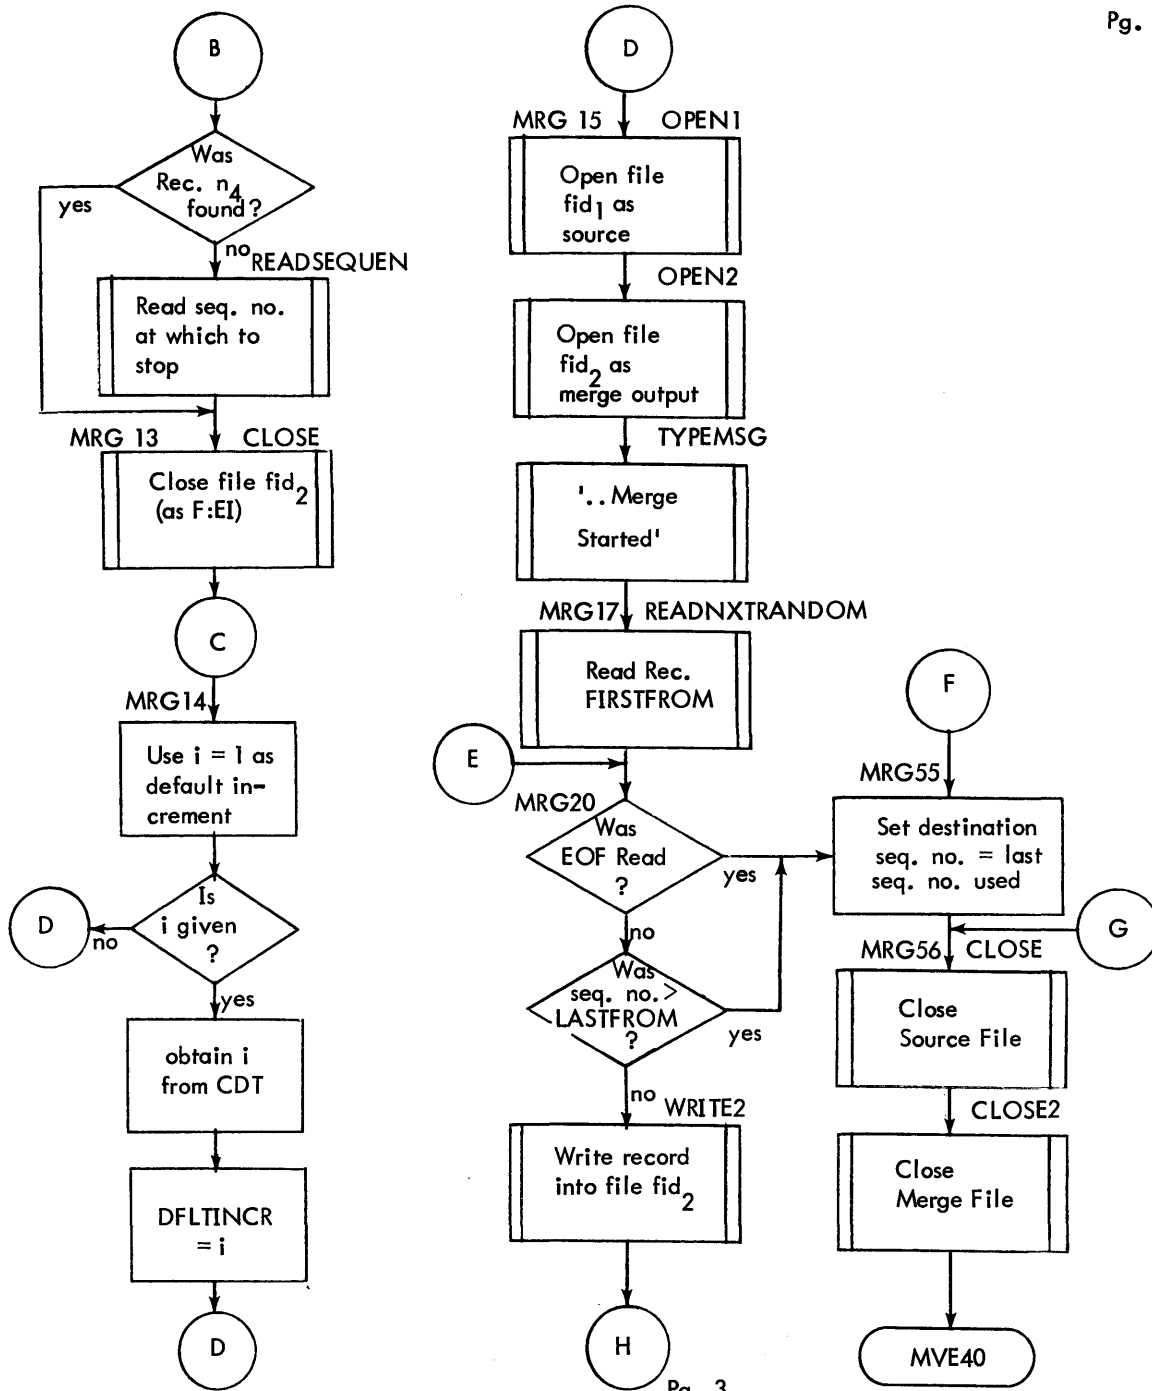 Pg.
B
Was
Rec. n4
found?
yes
no
READSEQUEN
Read seq. no.
at which to
stop
MRG 13
CLOSE
Close file fid2
(as F:EI)
C
MRG14
Use i = 1 as
default in-
crement
Is
i given
?
D
no
yes
obtain i
from CDT
DFLTINCR
= i
D
D
MRG 15
OPEN1
Open file
fid1 as
source
OPEN2
Open file
fid2 as
merge output
TYPEMSG
'..Merge
Started'
MRG17
READNXTRANDOM
Read Rec.
FIRSTFROM
E
MRG20
Was
EOF Read
?
yes
no
Was
seq. no.>
LASTFROM
?
yes
no
WRITE2
Write record
into file fid2
H
Pg. 3
F
MRG55
Set destination
seq. no. = last
seq. no. used
G
MRG56
CLOSE
Close
Source File
CLOSE2
Close
Merge File
MVE40